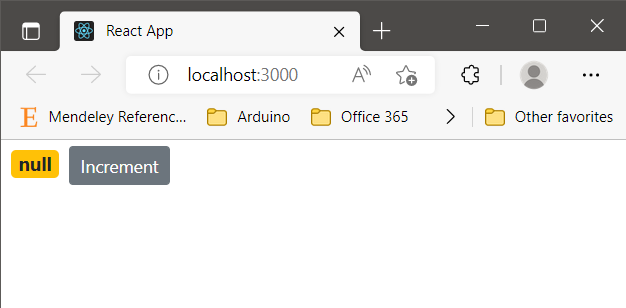 React App
localhost:3000
Mendeley Referenc... Arduino Office 365 Other favorites
null Increment